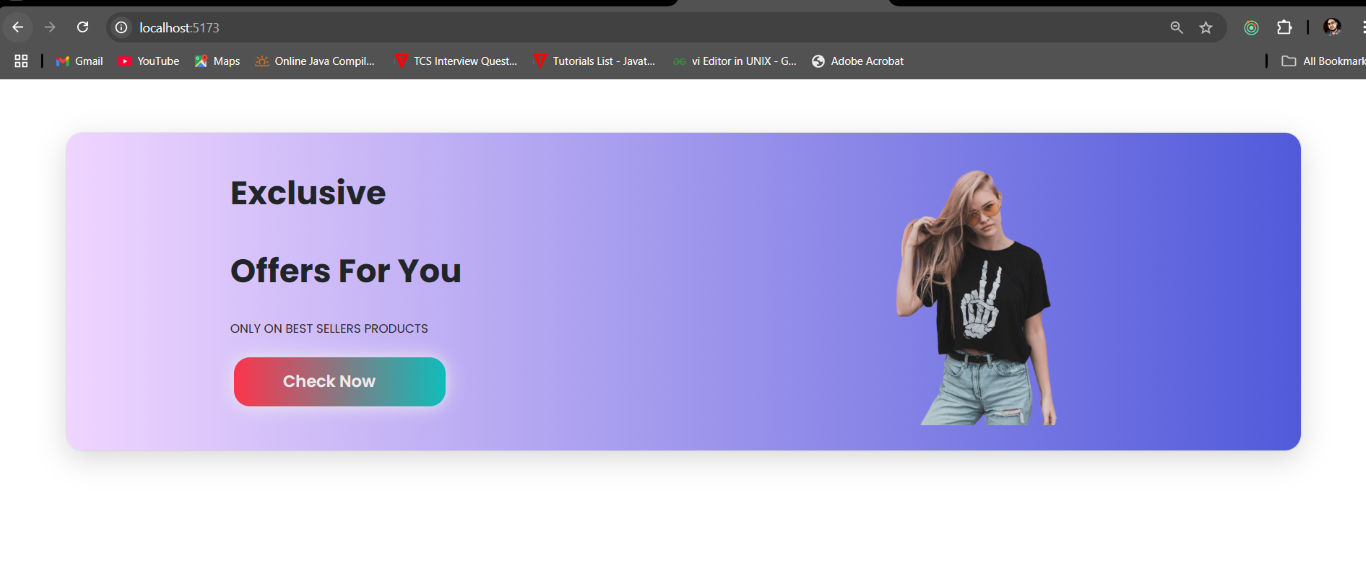 localhost:5173
Gmail
YouTube
Maps
Online Java Compil...
TCS Interview Quest...
Tutorials List - Javat...
vi Editor in UNIX - G...
Adobe Acrobat
All Bookmark
Exclusive
Offers For You
ONLY ON BEST SELLERS PRODUCTS
Check Now